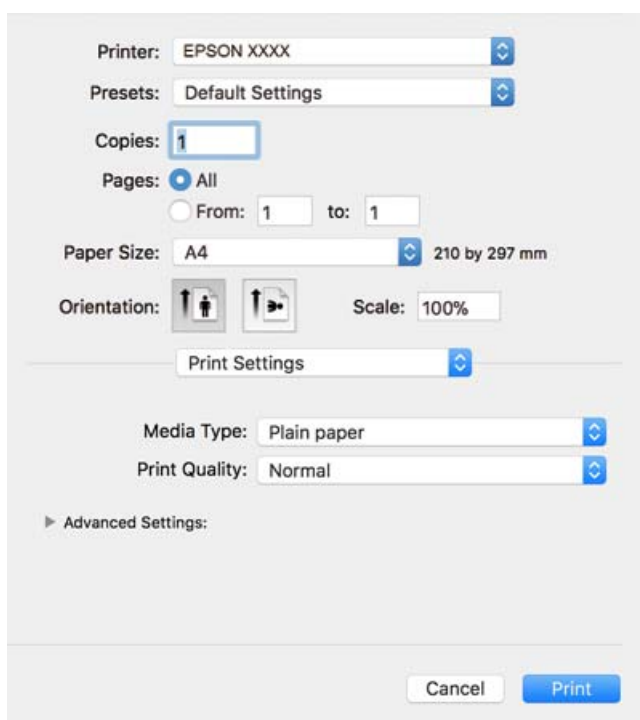 Printer: EPSON XXXX
Presets: Default Settings
Copies: 1
Pages: All
From: 1 to: 1
Paper Size: A4 210 by 297 mm
Orientation: Scale: 100%
Print Settings
Media Type: Plain paper
Print Quality: Normal
Advanced Settings:
Cancel Print